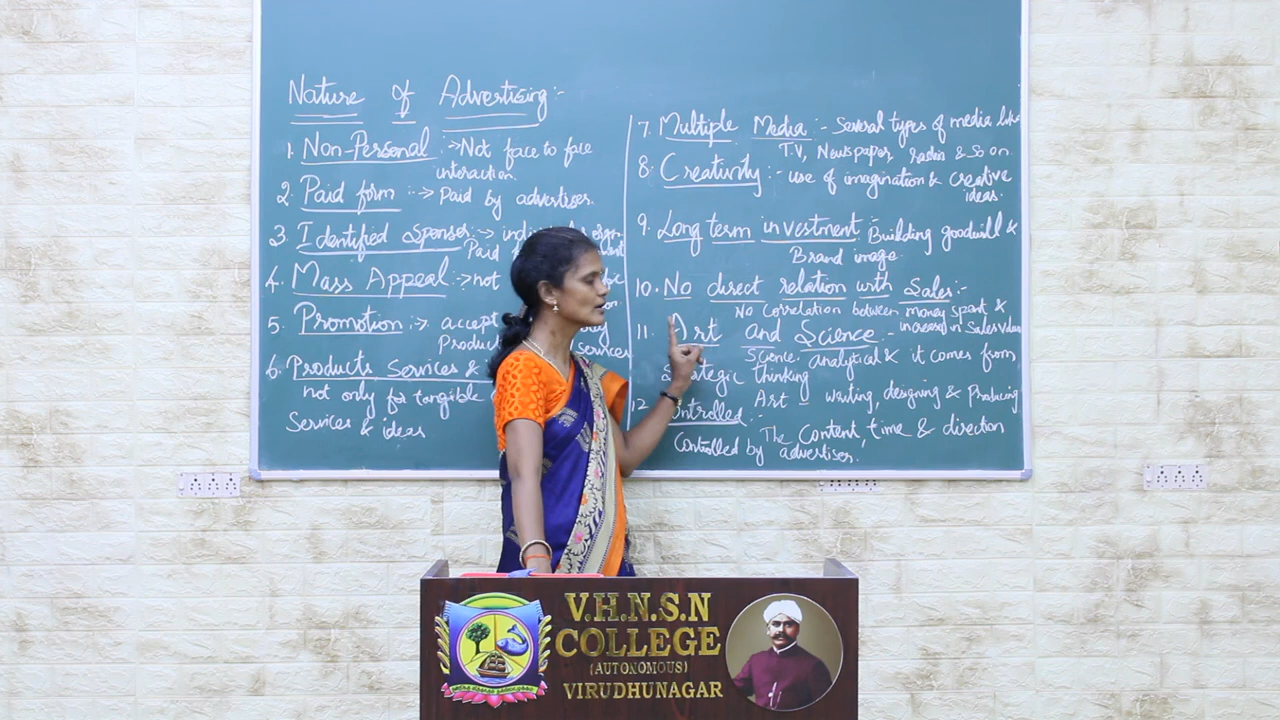 Nature of Advertising:-
1. Non-Personal :→ Not face to face
interaction.
2. Paid form :-→ Paid by advertiser.
3. Identified Sponser:-→
Paid
4. Mass Appeal :→ not
5. Promotion :-> accept
Product services
6. Products Services &
not only for tangible
Services & ideas
7. Multiple Media :- Several types of media like
T.V, Newspaper, & So on
8. Creativity :- use of imagination & creative
ideas.
9. Long term investment :- Building goodwill &
Brand image.
10. No direct relation with Sales:-
No Correlation between money spent &
increased in Sales
11. Art and Science -
Science. analytical & it comes from
Strategic thinking
Art - writing, designing & Producing
12 Controlled :-
The Content, time & direction
Controlled by advertiser.
V.H.N.S.N
COLLEGE
(AUTONOMOUS)
VIRUDHUNAGAR